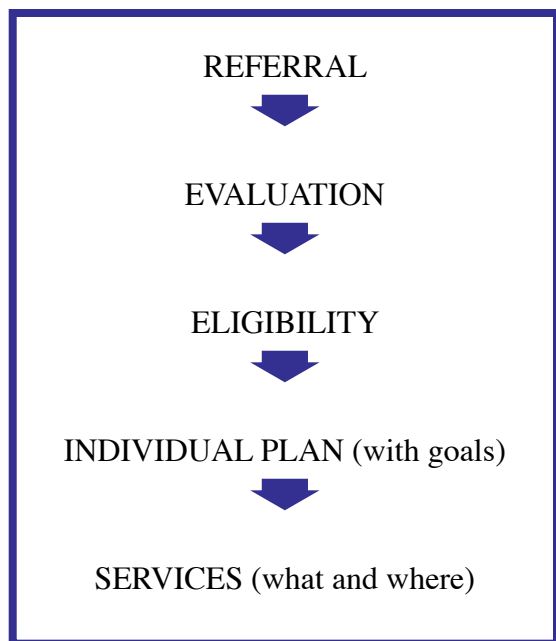 REFERRAL
EVALUATION
ELIGIBILITY
INDIVIDUAL PLAN (with goals)
SERVICES (what and where)